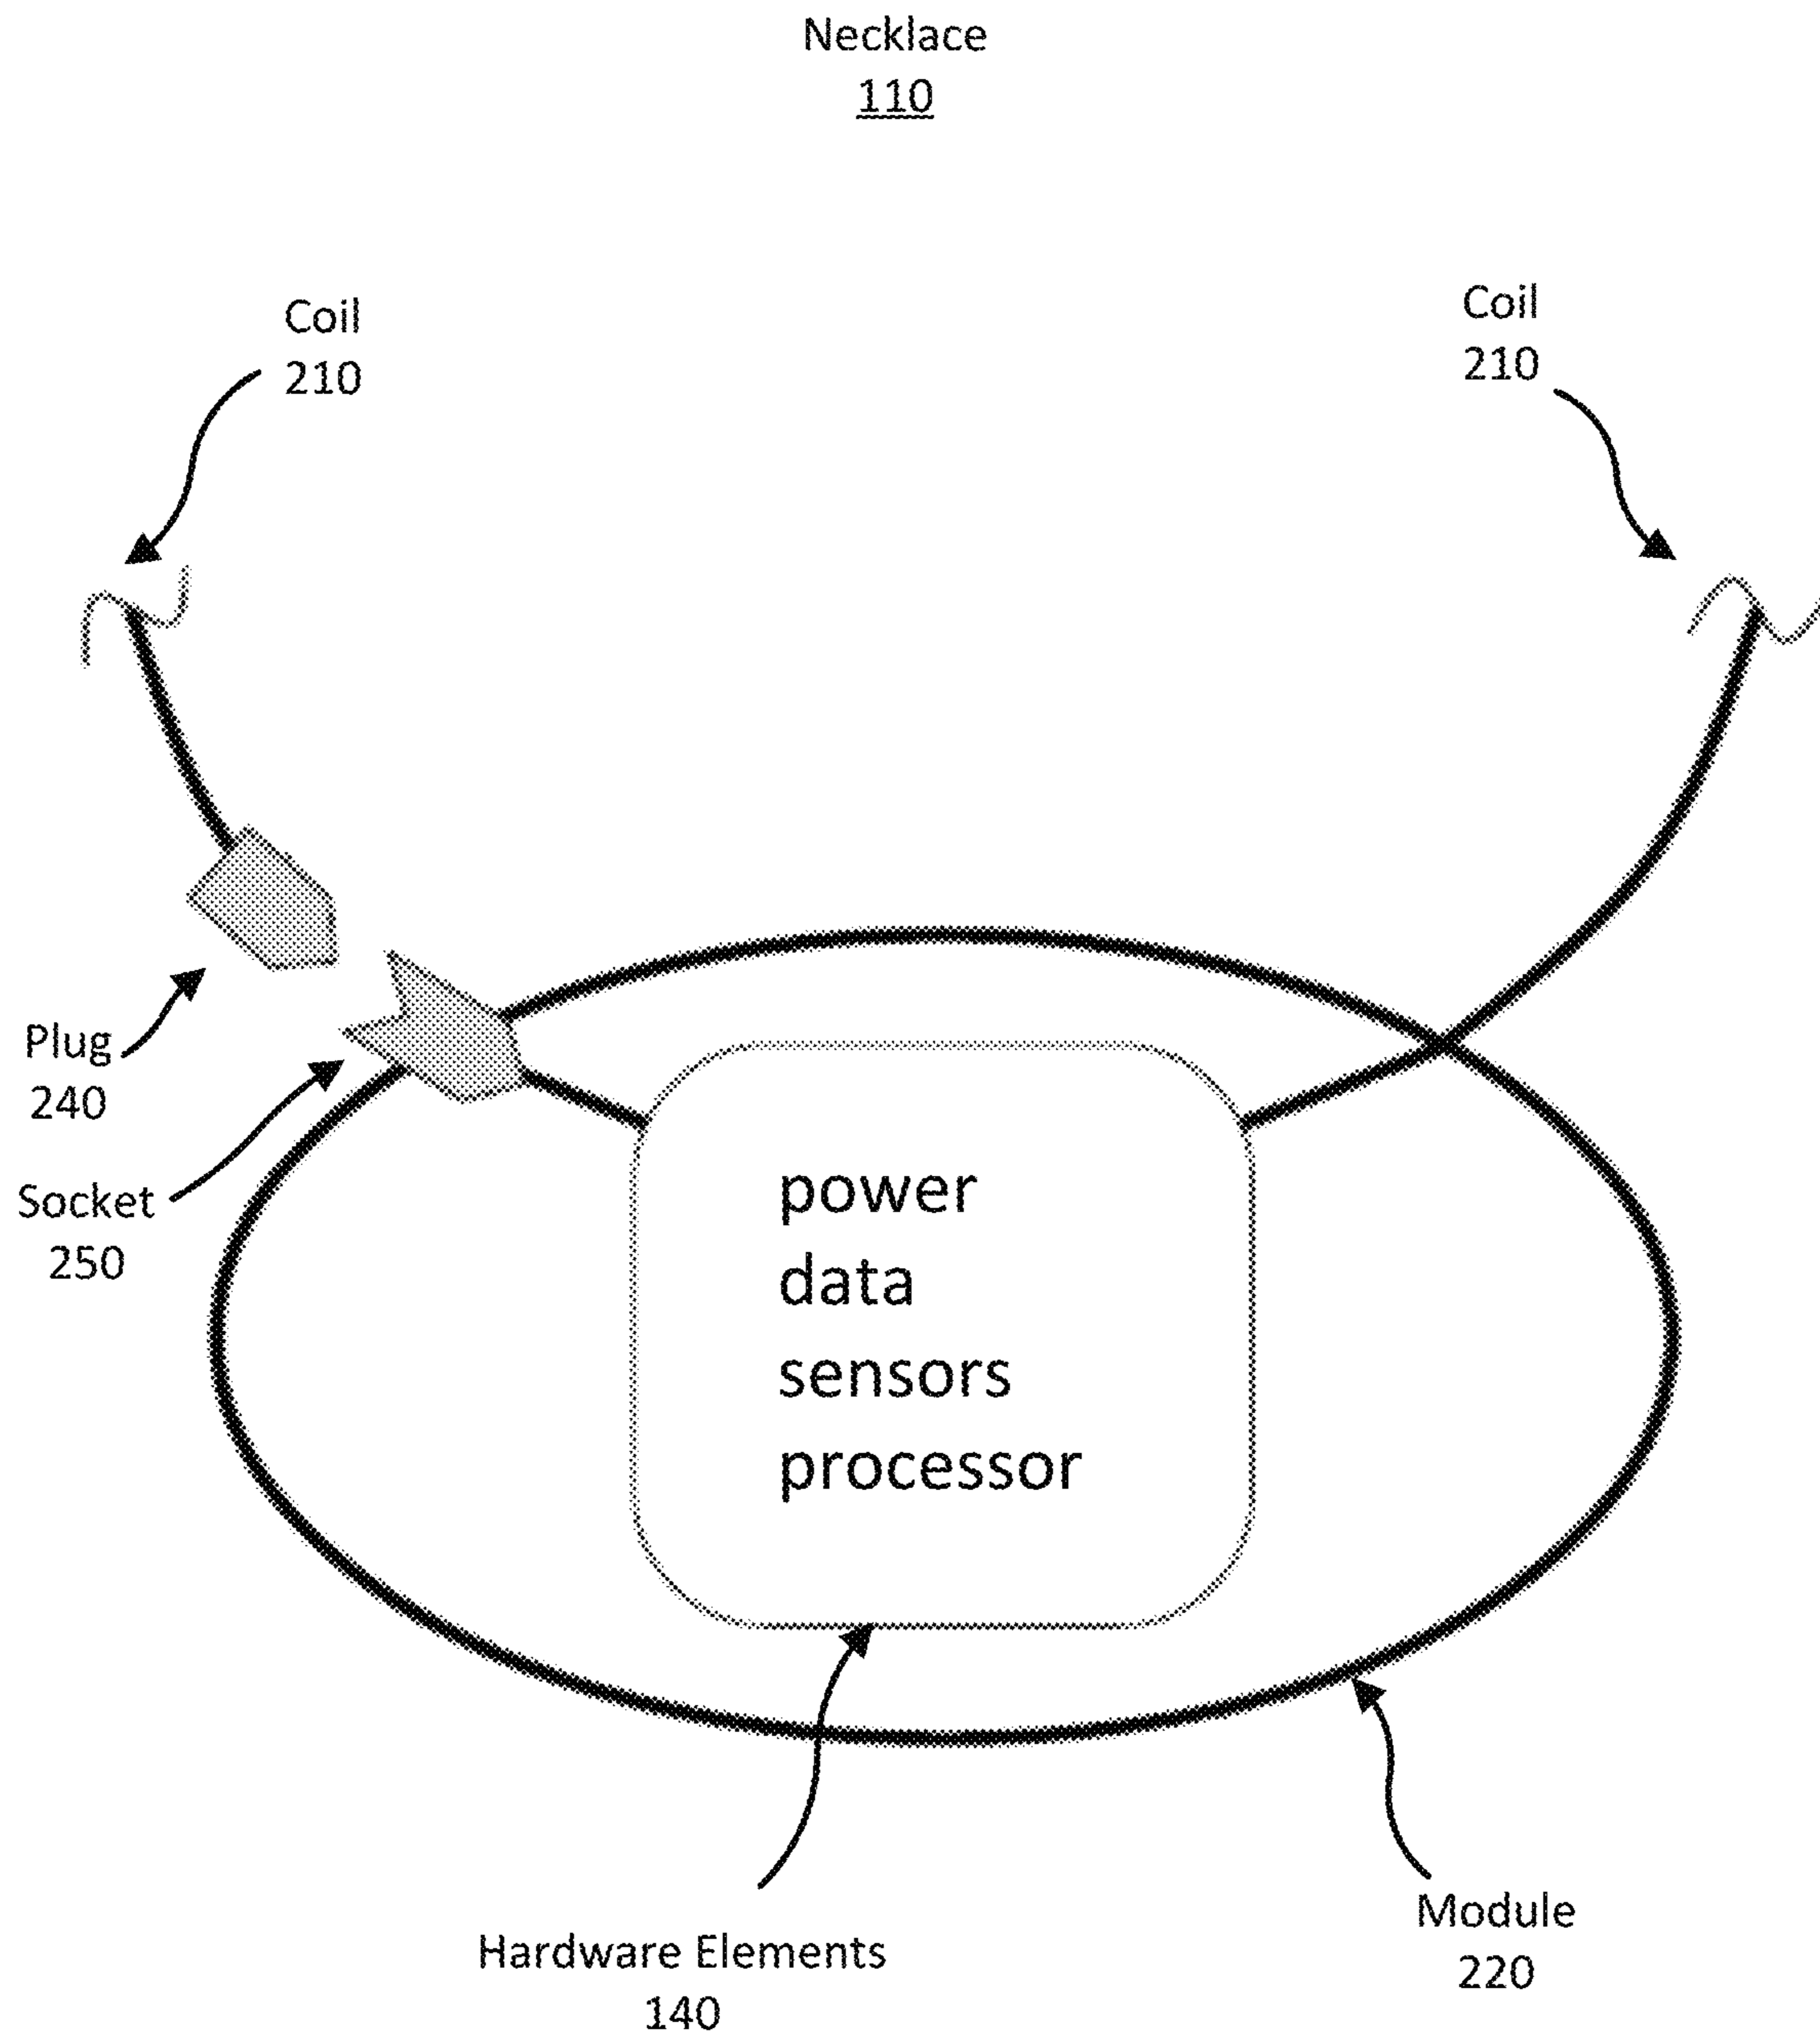 Necklace
110
Coil
210
Coil
210
Plug
240
Socket
250
power
data
sensors
processor
Module
220
Hardware Elements
140